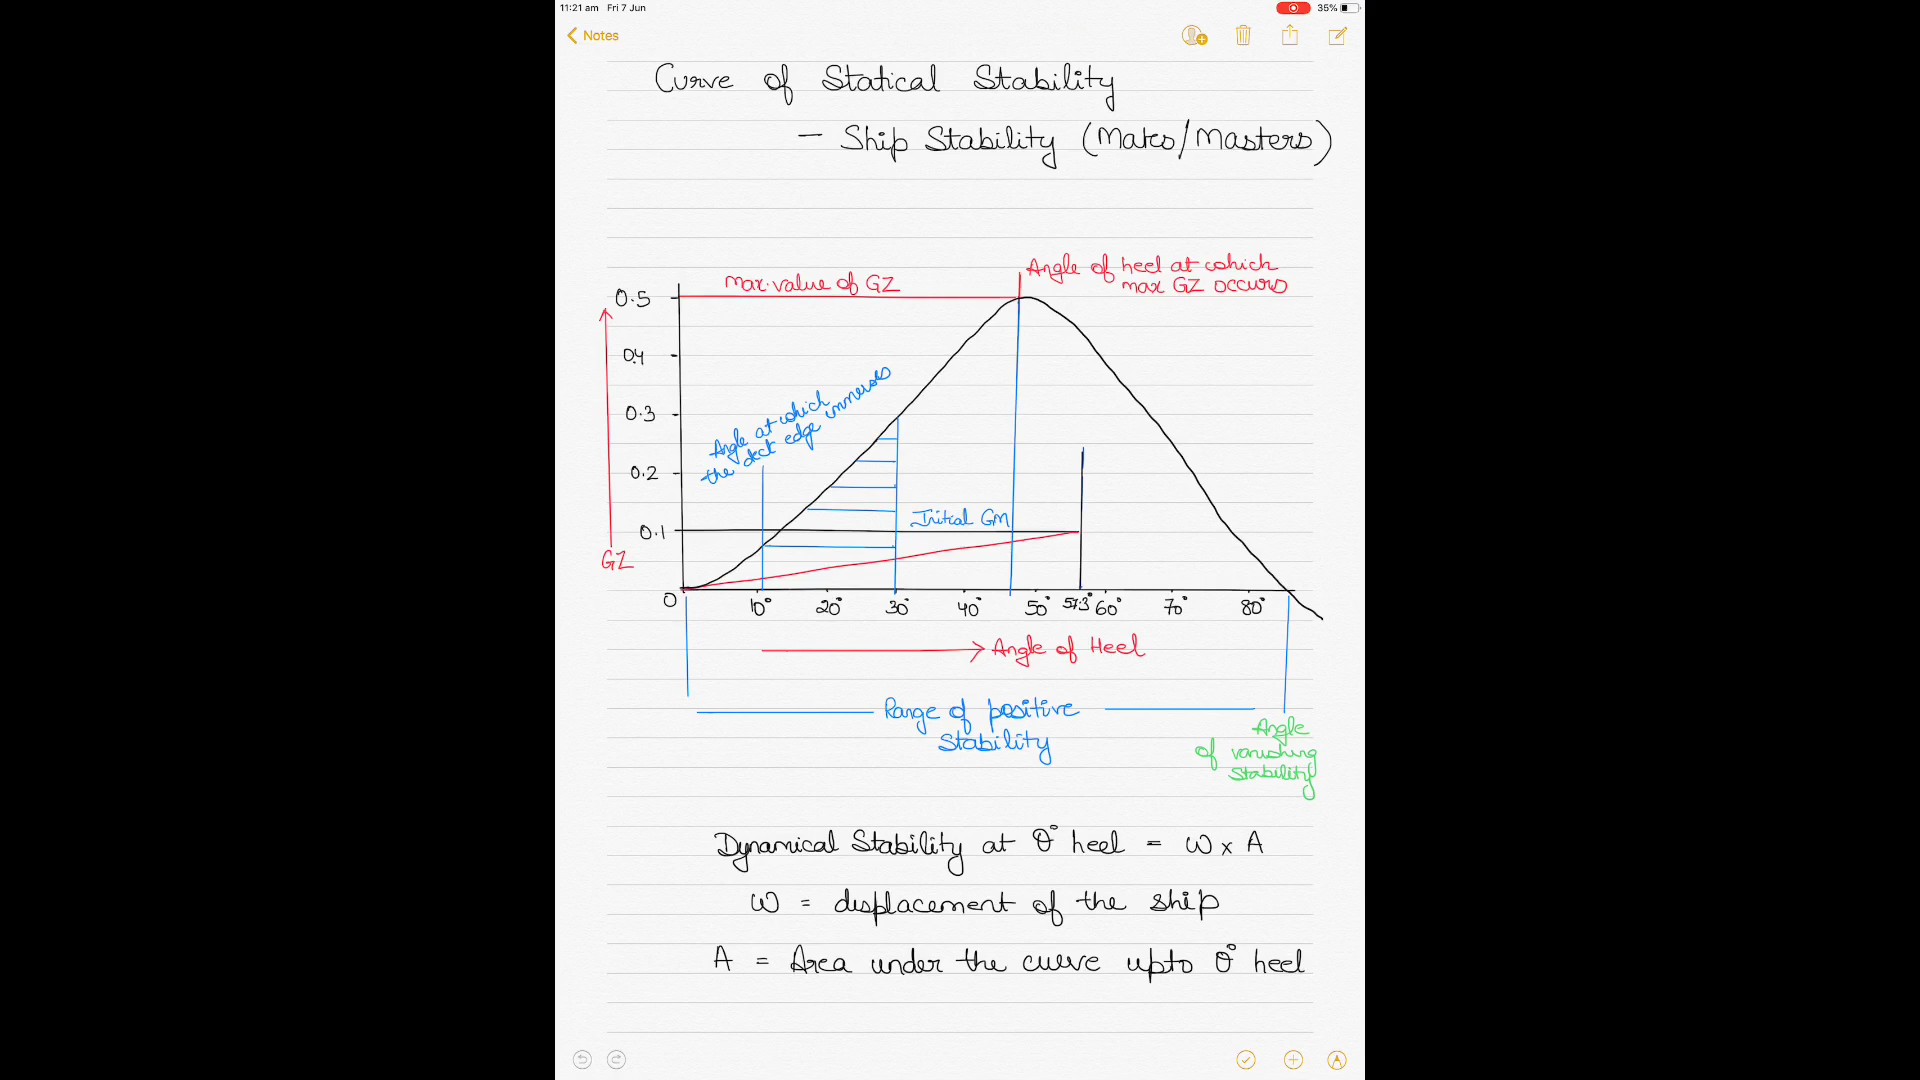 11:21 am Fri 7 Jun
35%
Notes
Curve of Statical Stability
- Ship Stability (Mates/Masters)
Angle of heel at which
max GZ occurs
Max. value of GZ
0.5
0.4
0.3
0.2
0.1
GZ
Angle at which
the deck edge immerses
Initial GM
0 10° 20° 30° 40° 50° 57.3° 60° 70° 80°
Angle of Heel
Range of positive
Stability
Angle
of vanishing
Stability
Dynamical Stability at θ° heel = W x A
W = displacement of the ship
A = Area under the curve upto θ° heel